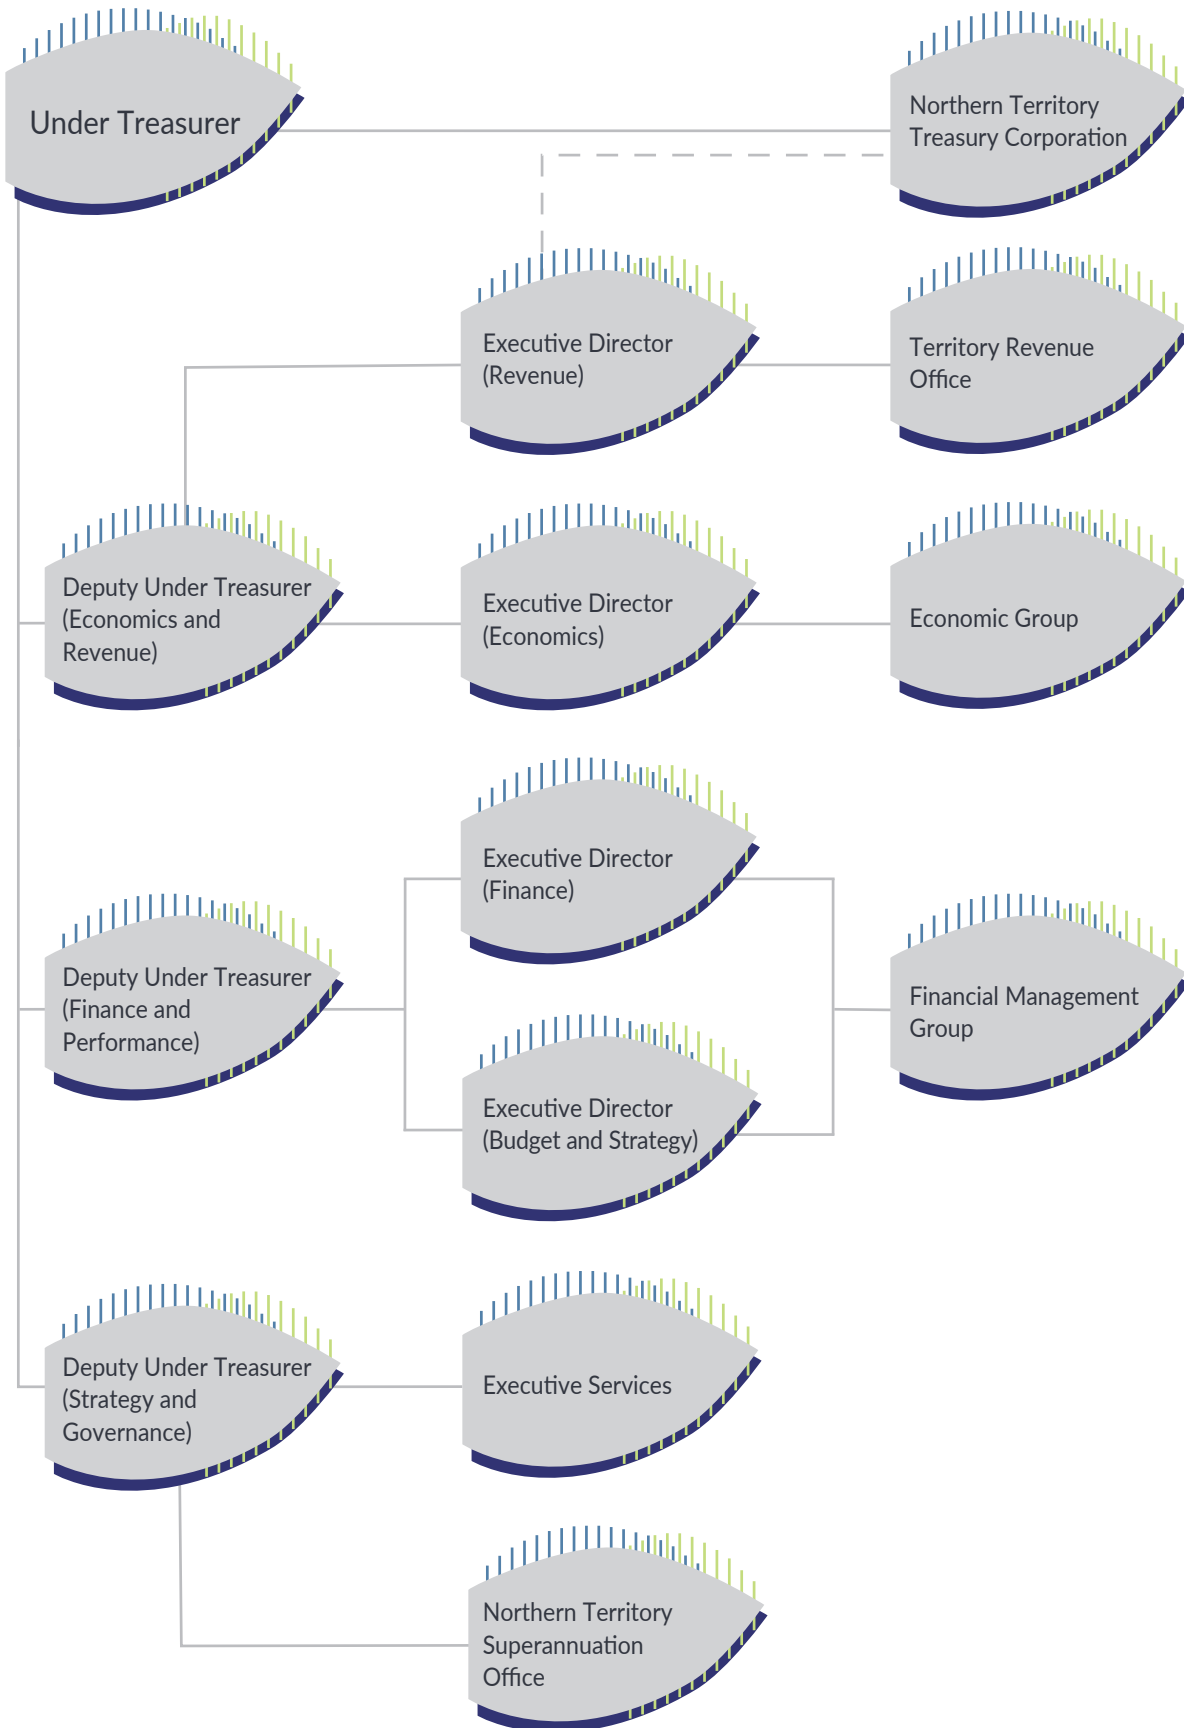 Under Treasurer
Northern Territory
Treasury Corporation
Executive Director
(Revenue)
Territory Revenue
Office
Deputy Under Treasurer
(Economics and
Revenue)
Executive Director
(Economics)
Economic Group
Executive Director
(Finance)
Deputy Under Treasurer
(Finance and
Performance)
Financial Management
Group
Executive Director
(Budget and Strategy)
Deputy Under Treasurer
(Strategy and
Governance)
Executive Services
Northern Territory
Superannuation
Office